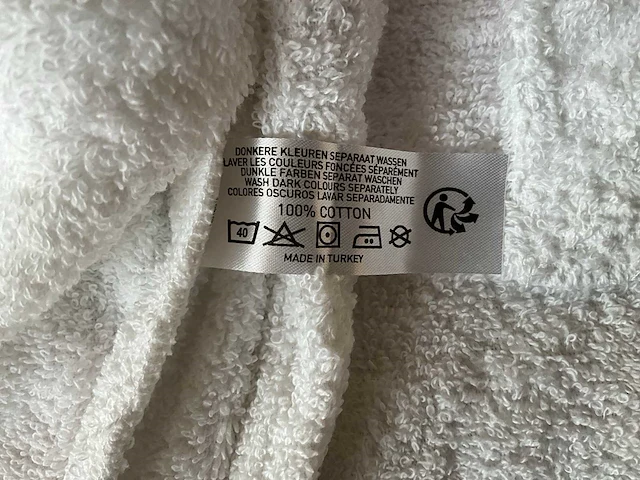 DONKERE KLEUREN SEPARAAT WASSEN
LAVER LES COULEURS FONCÉES SÉPARÉMENT
DUNKLE FARBEN SEPARAT WASCHEN
WASH DARK COLOURS SEPARATELY
COLORES OSCUROS LAVAR SEPARADAMENTE
100% COTTON
40
MADE IN TURKEY